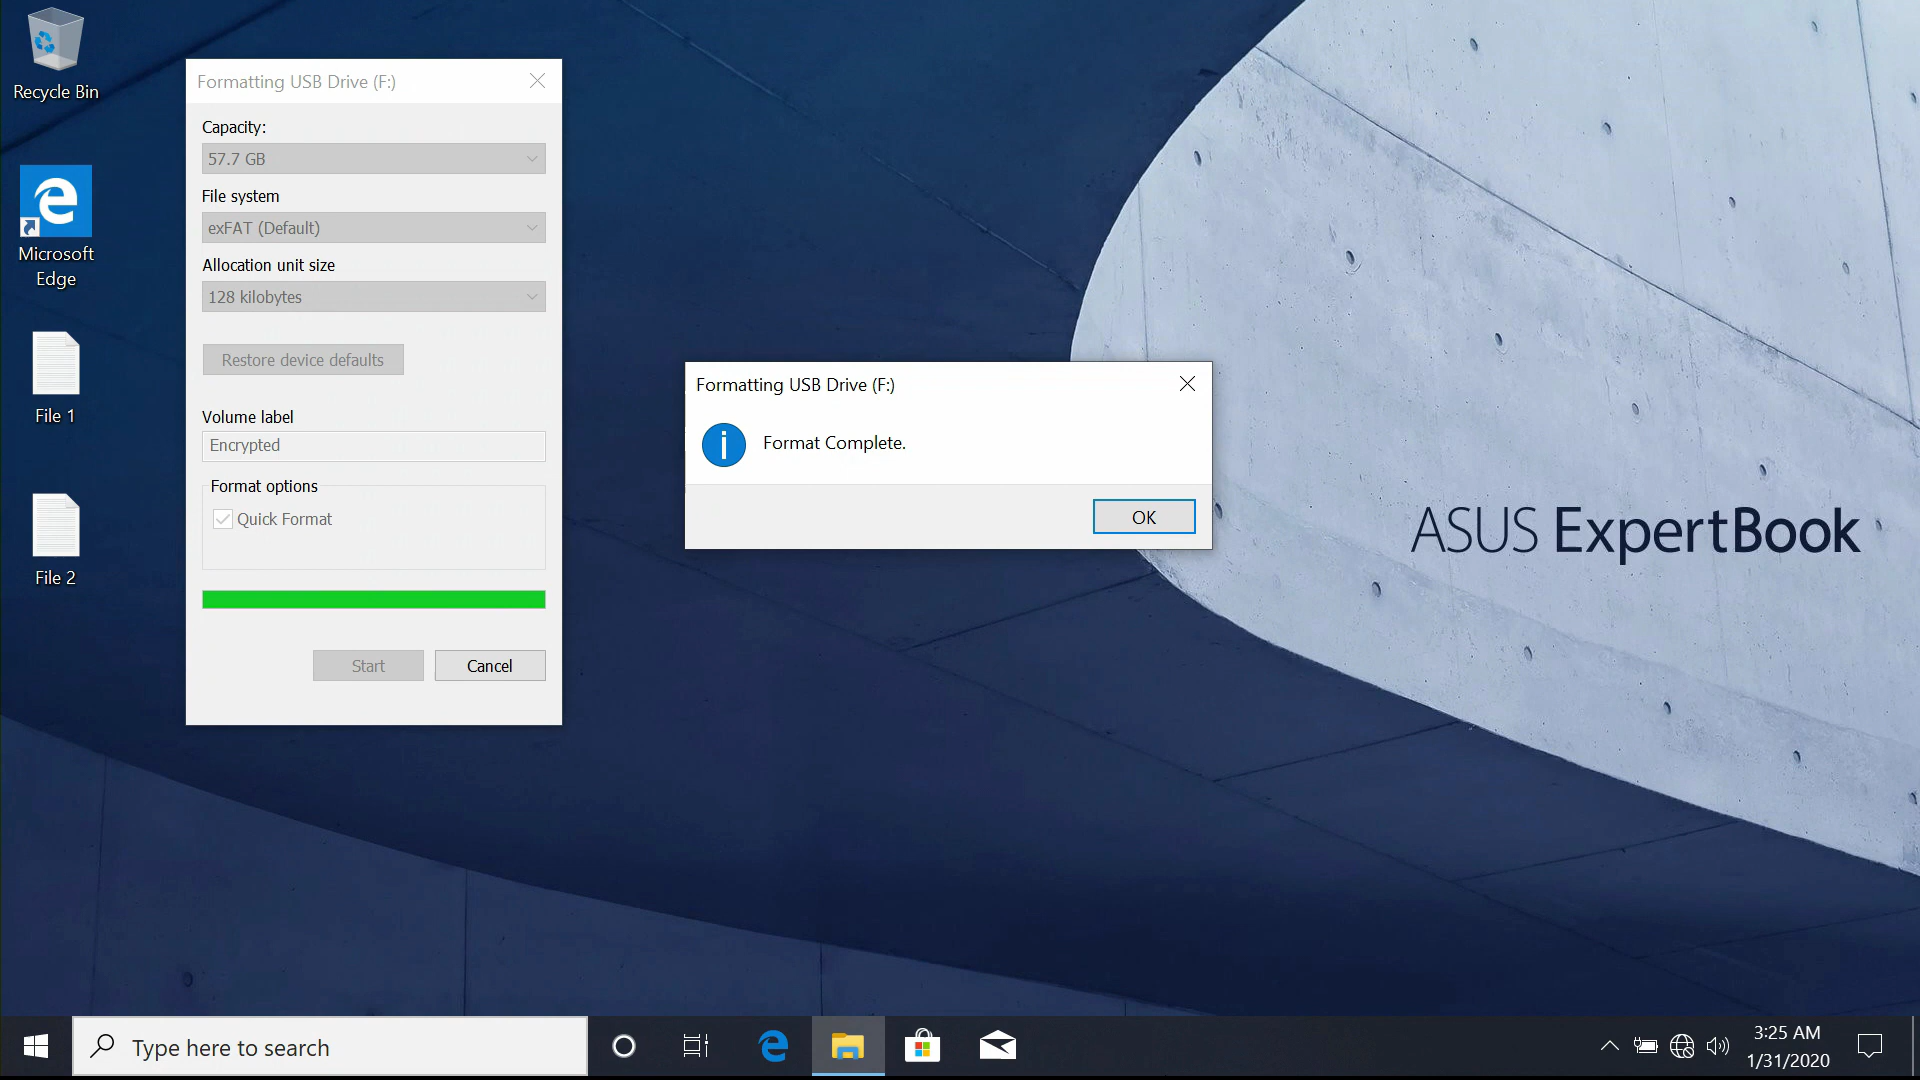 Recycle Bin
Microsoft
Edge
File 1
File 2
Formatting USB Drive (F:)
Capacity:
57.7 GB
File system
exFAT (Default)
Allocation unit size
128 kilobytes
Restore device defaults
Volume label
Encrypted
Format options
Quick Format
Start
Cancel
Formatting USB Drive (F:)
Format Complete.
OK
ASUS ExpertBook
Type here to search
3:25 AM
1/31/2020